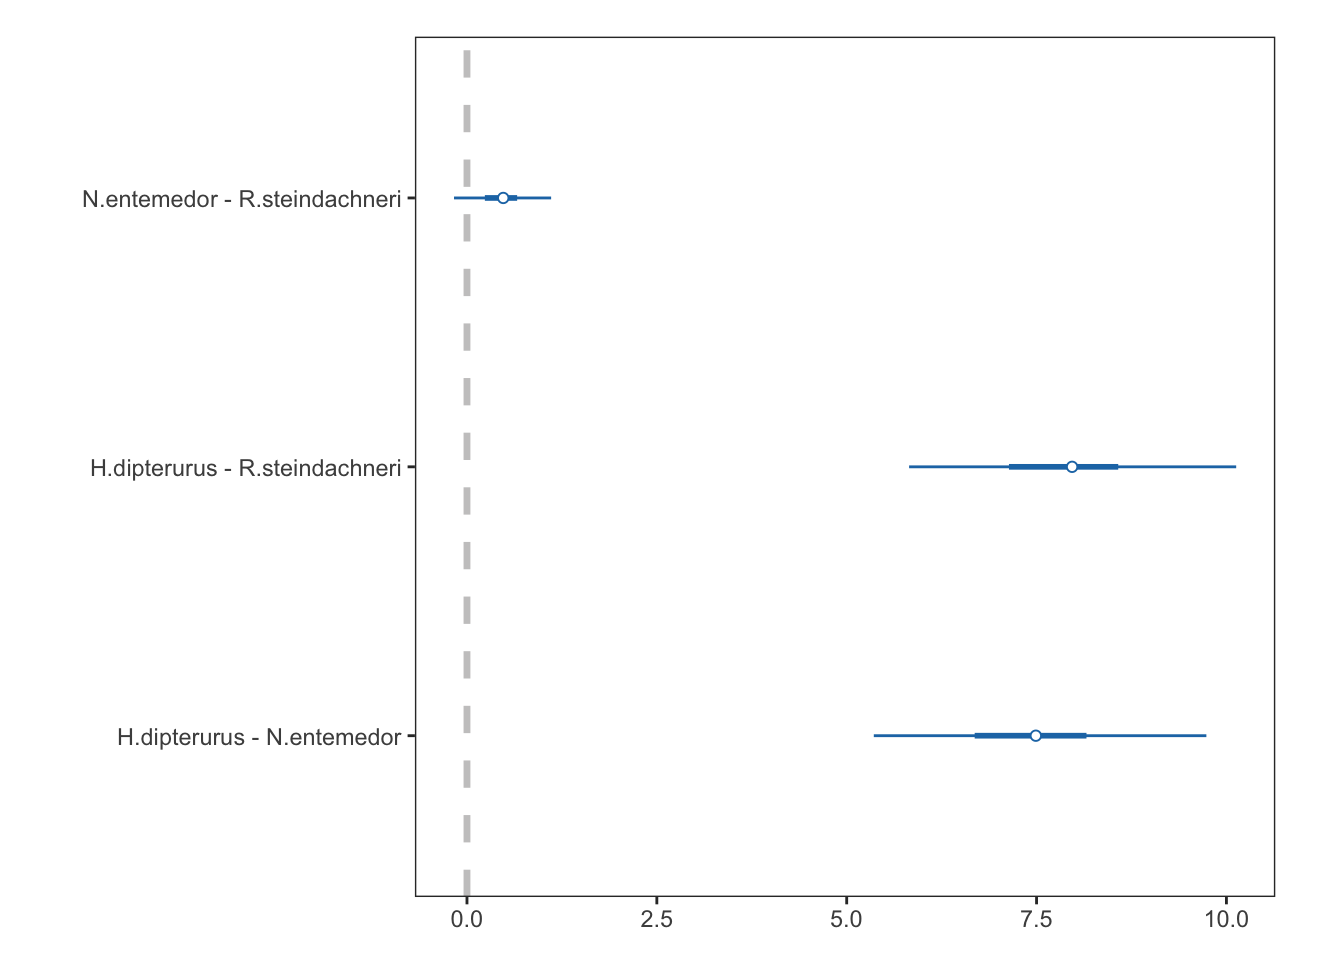 N.entemedor - R.steindachneri
H.dipterurus - R.steindachneri
H.dipterurus - N.entemedor
0.0 2.5 5.0 7.5 10.0